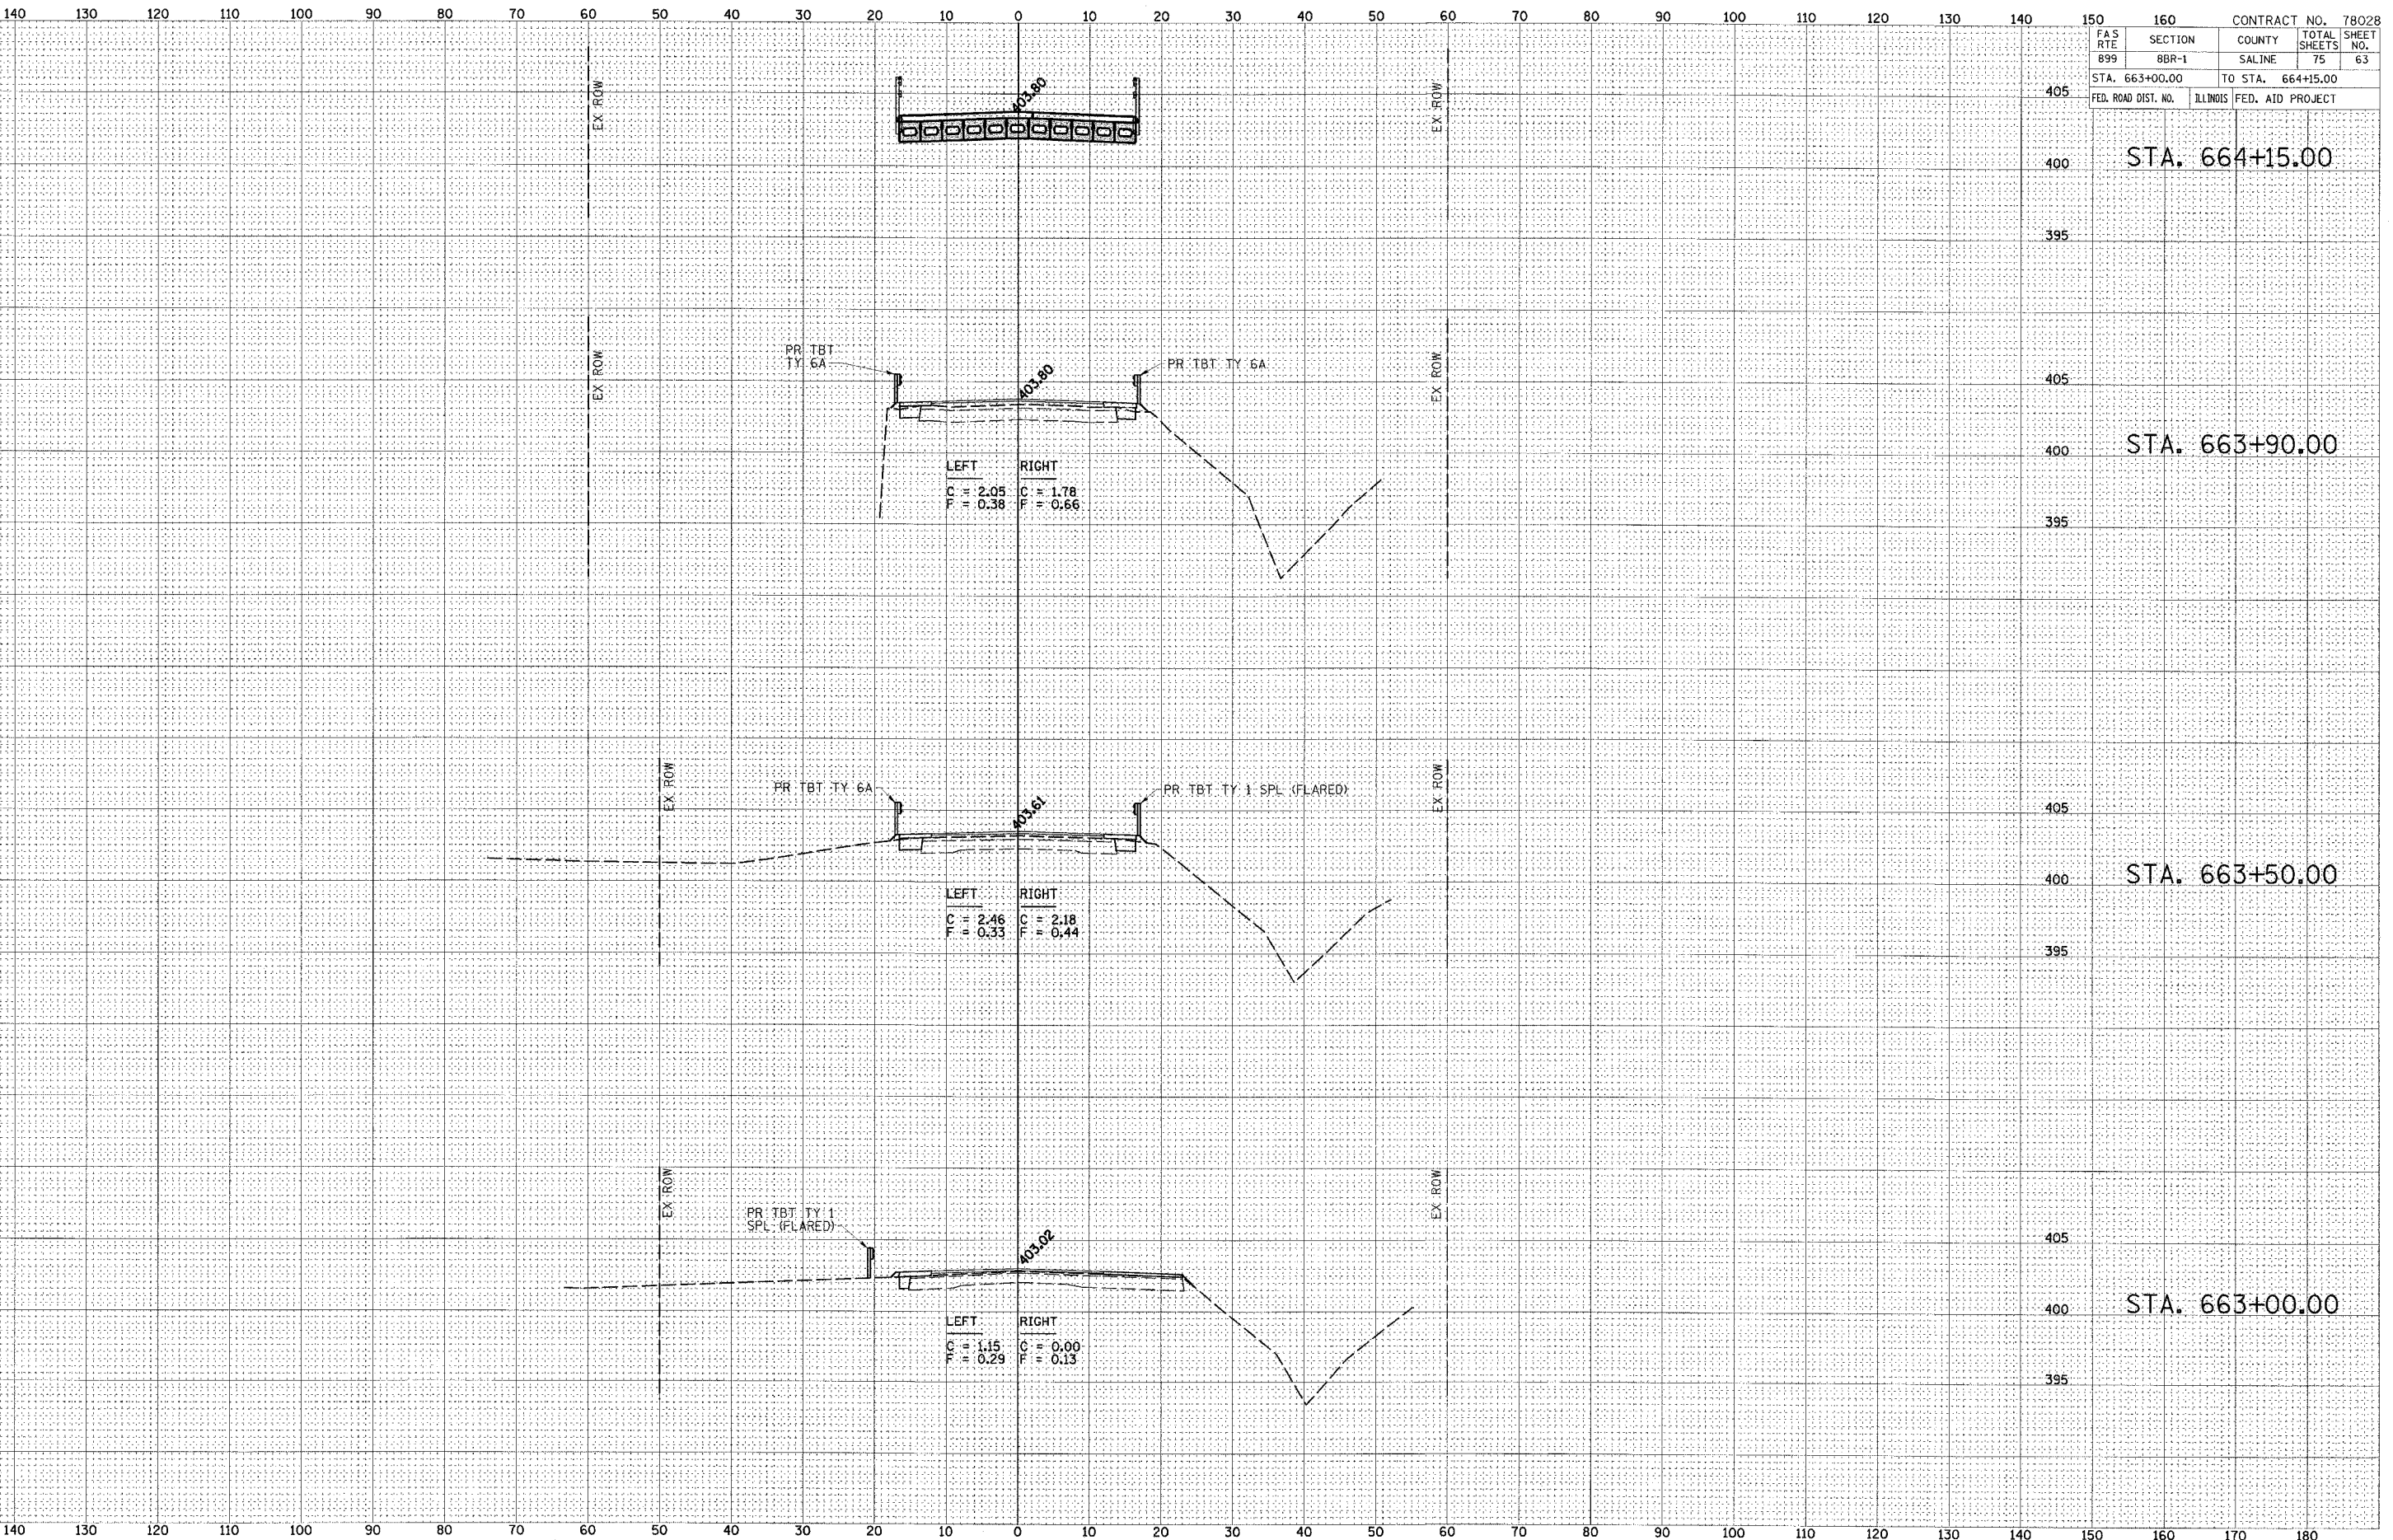 140 130 120 110 100 90 80 70 60 50 40 30 20 10 0 10 20 30 40 50 60 70 80 90 100 110 120 130 140 150 160
CONTRACT NO. 78028
FAS RTE SECTION COUNTY TOTAL SHEETS SHEET NO.
899 8BR-1 SALINE 75 63
STA. 663+00.00 TO STA. 664+15.00
FED. ROAD DIST. NO. ILLINOIS FED. AID PROJECT
EX ROW
403.80
EX ROW
405
400
395
STA. 664+15.00
EX ROW
PR TBT
TY 6A
403.80
PR TBT TY 6A
EX ROW
405
400
395
STA. 663+90.00
LEFT RIGHT
C = 2.05 C = 1.78
F = 0.38 F = 0.66
EX ROW
PR TBT TY 6A
403.61
PR TBT TY 1 SPL (FLARED)
EX ROW
405
400
395
STA. 663+50.00
LEFT RIGHT
C = 2.46 C = 2.18
F = 0.33 F = 0.44
EX ROW
PR TBT TY 1
SPL (FLARED)
403.02
EX ROW
405
400
395
STA. 663+00.00
LEFT RIGHT
C = 1.15 C = 0.00
F = 0.29 F = 0.13
140 130 120 110 100 90 80 70 60 50 40 30 20 10 0 10 20 30 40 50 60 70 80 90 100 110 120 130 140 150 160 170 180